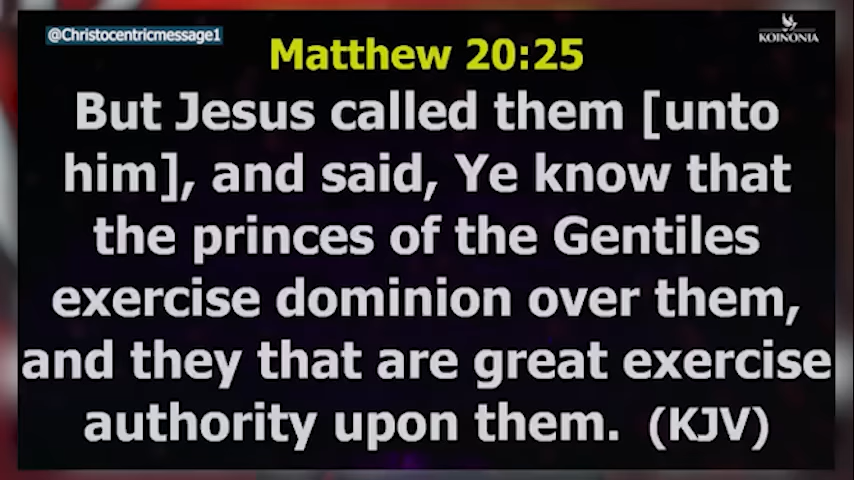 @Christocentricmessage1
KOINONIA
Matthew 20:25
But Jesus called them [unto
him], and said, Ye know that
the princes of the Gentiles
exercise dominion over them,
and they that are great exercise
authority upon them. (KJV)